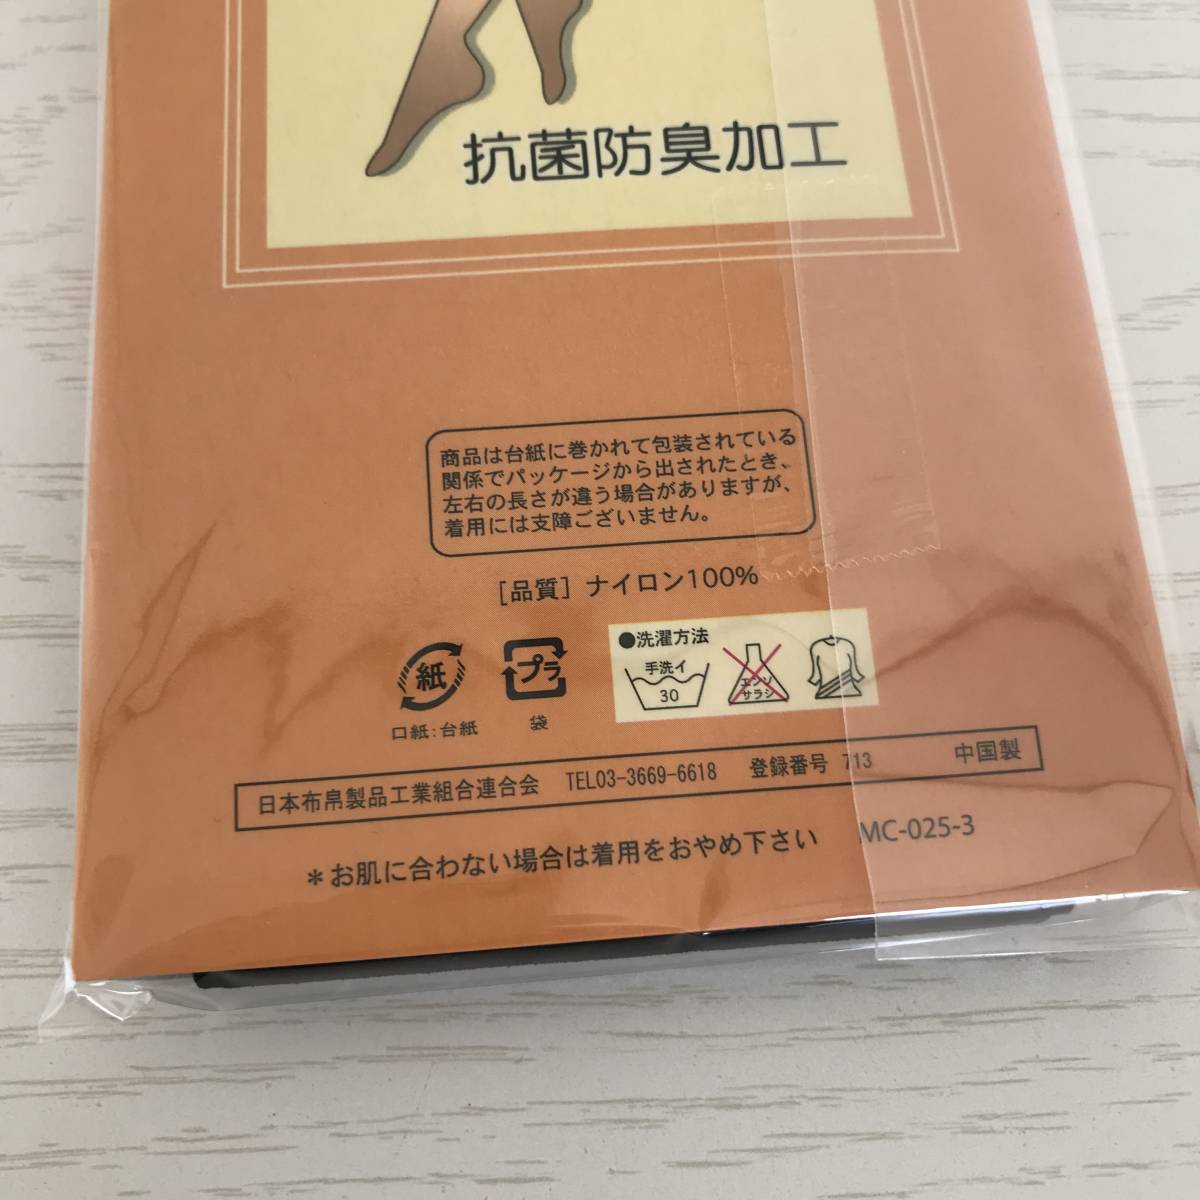 抗菌防臭加工
商品は台紙に巻かれて包装されている
関係でパッケージから出されたとき、
左右の長さが違う場合がありますが、
着用には支障ございません。
[品質] ナイロン100%
●洗濯方法
紙
プラ
手洗イ
30
エンソ
サラシ
口紙:台紙
袋
日本布帛製品工業組合連合会 TEL03-3669-6618 登録番号 713 中国製
*お肌に合わない場合は着用をおやめ下さい MC-025-3